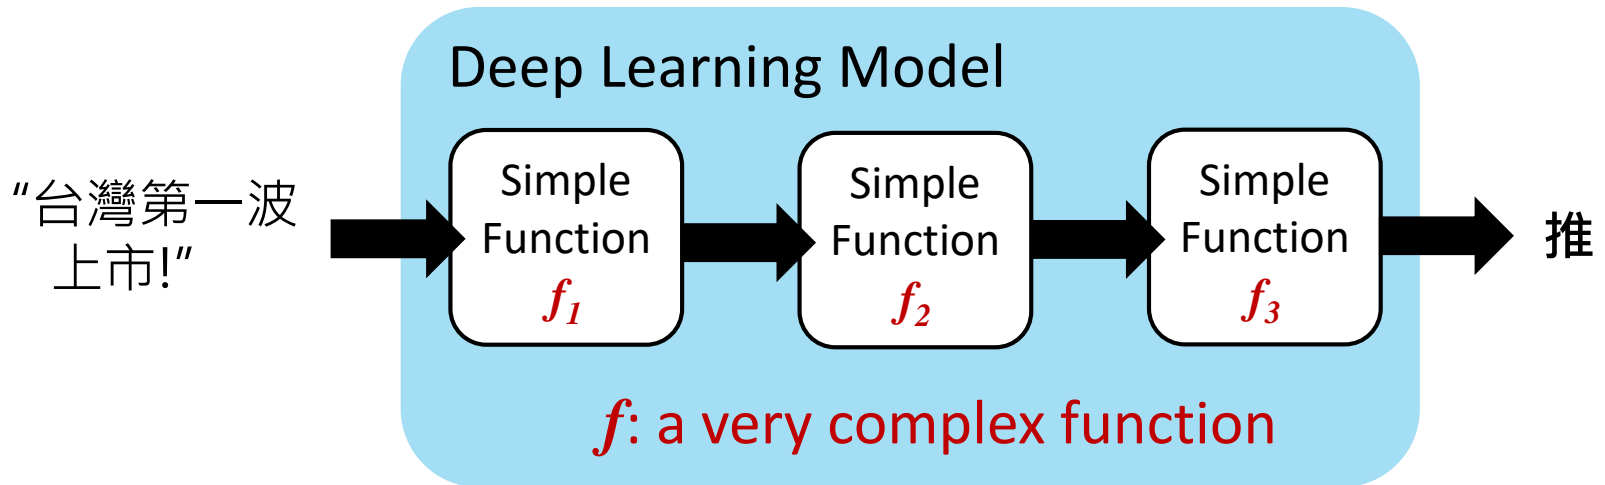 Deep Learning Model
“台灣第一波
上市!”
Simple
Function
f1
Simple
Function
f2
Simple
Function
f3
推
f: a very complex function